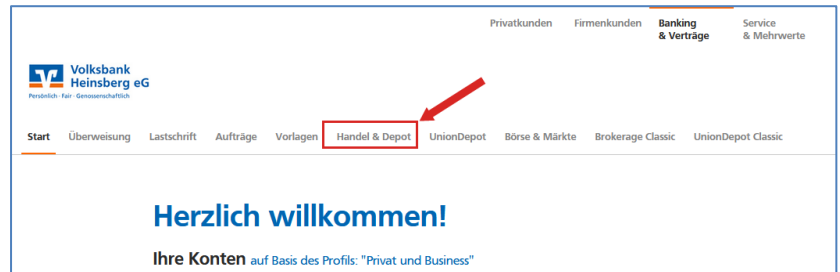 Privatkunden Firmenkunden Banking & Verträge Service & Mehrwerte
Volksbank
Heinsberg eG
Persönlich - Fair - Genossenschaftlich
Start Überweisung Lastschrift Aufträge Vorlagen Handel & Depot UnionDepot Börse & Märkte Brokerage Classic UnionDepot Classic
Herzlich willkommen!
Ihre Konten auf Basis des Profils: "Privat und Business"